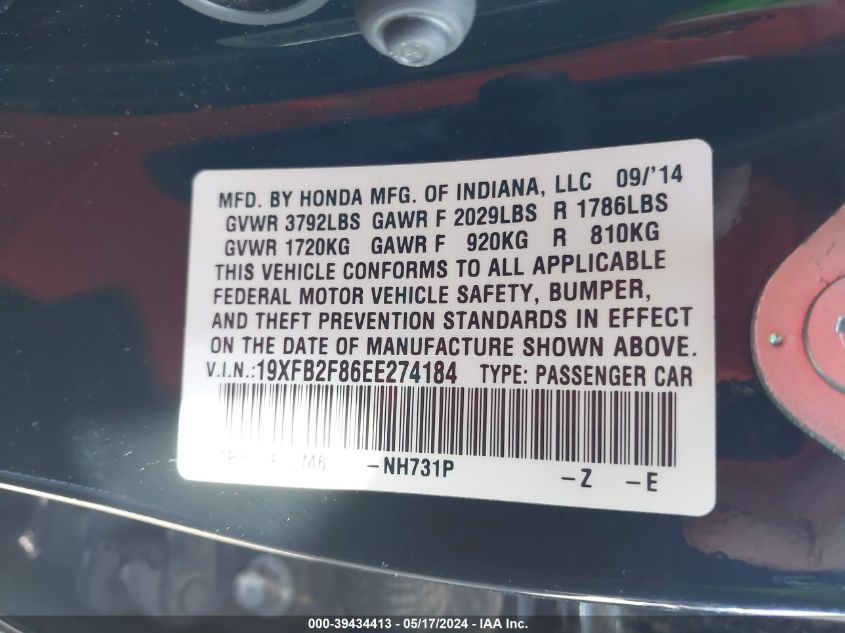 MFD. BY HONDA MFG. OF INDIANA, LLC 09/'14
GVWR 3792LBS GAWR F 2029LBS R 1786LBS
GVWR 1720KG GAWR F 920KG R 810KG
THIS VEHICLE CONFORMS TO ALL APPLICABLE
FEDERAL MOTOR VEHICLE SAFETY, BUMPER,
AND THEFT PREVENTION STANDARDS IN EFFECT
ON THE DATE OF MANUFACTURE SHOWN ABOVE.
V.I.N.:19XFB2F86EE274184 TYPE: PASSENGER CAR
-NH731P -Z -E
000-39434413 - 05/17/2024 - IAA Inc.